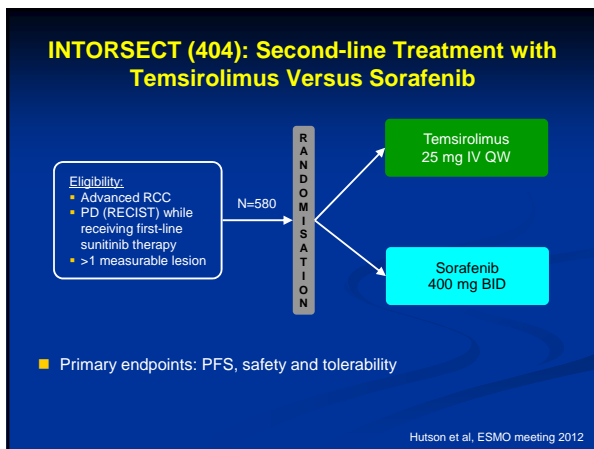 INTORSECT (404): Second-line Treatment with
Temsirolimus Versus Sorafenib
Eligibility:
Advanced RCC
PD (RECIST) while
receiving first-line
sunitinib therapy
>1 measurable lesion
N=580
RANDOMISATION
Temsirolimus
25 mg IV QW
Sorafenib
400 mg BID
Primary endpoints: PFS, safety and tolerability
Hutson et al, ESMO meeting 2012